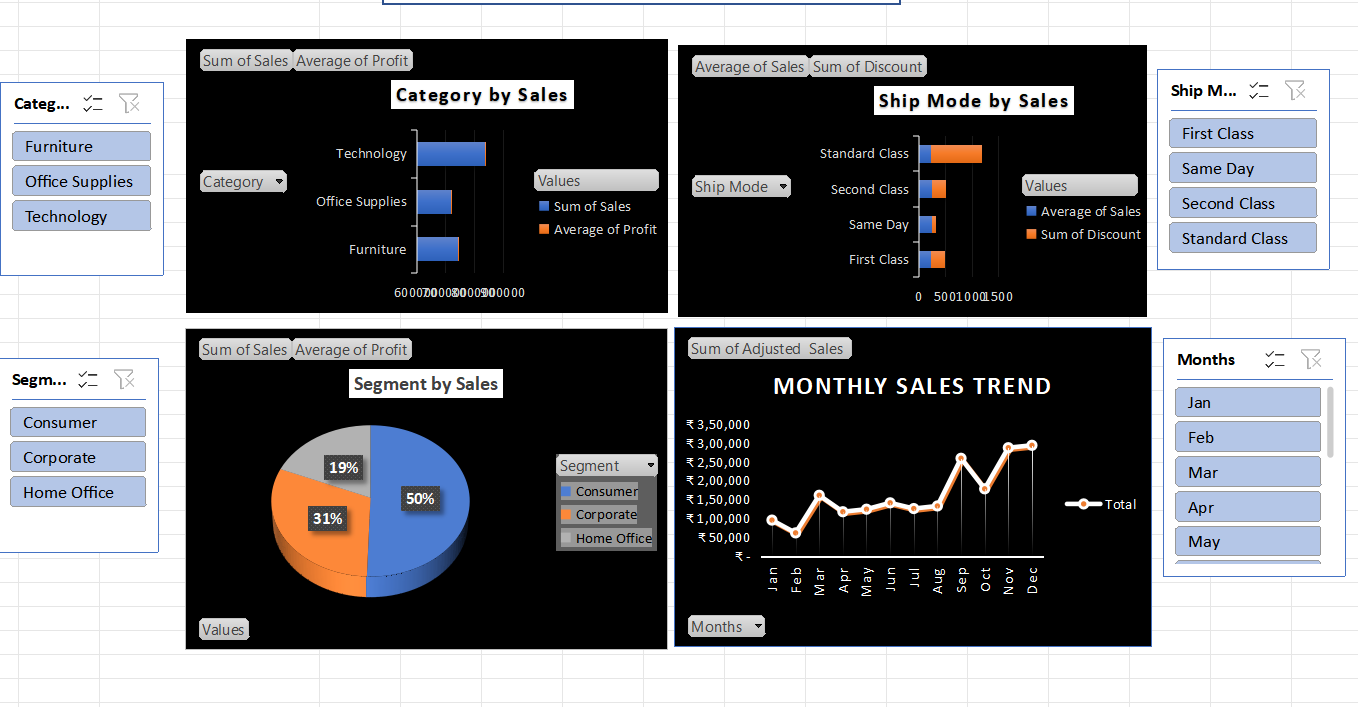 Categ...
Furniture
Office Supplies
Technology
Sum of Sales Average of Profit
Category by Sales
Technology
Office Supplies
Furniture
Category
Values
Sum of Sales
Average of Profit
Average of Sales Sum of Discount
Ship Mode by Sales
Standard Class
Second Class
Same Day
First Class
0 500 1000 1500
Ship Mode
Values
Average of Sales
Sum of Discount
Ship M...
First Class
Same Day
Second Class
Standard Class
Segm...
Consumer
Corporate
Home Office
Sum of Sales Average of Profit
Segment by Sales
19%
50%
31%
Segment
Consumer
Corporate
Home Office
Values
Sum of Adjusted Sales
MONTHLY SALES TREND
₹ 3,50,000
₹ 3,00,000
₹ 2,50,000
₹ 2,00,000
₹ 1,50,000
₹ 1,00,000
₹ 50,000
₹ -
Jan Feb Mar Apr May Jun Jul Aug Sep Oct Nov Dec
Total
Months
Months
Jan
Feb
Mar
Apr
May